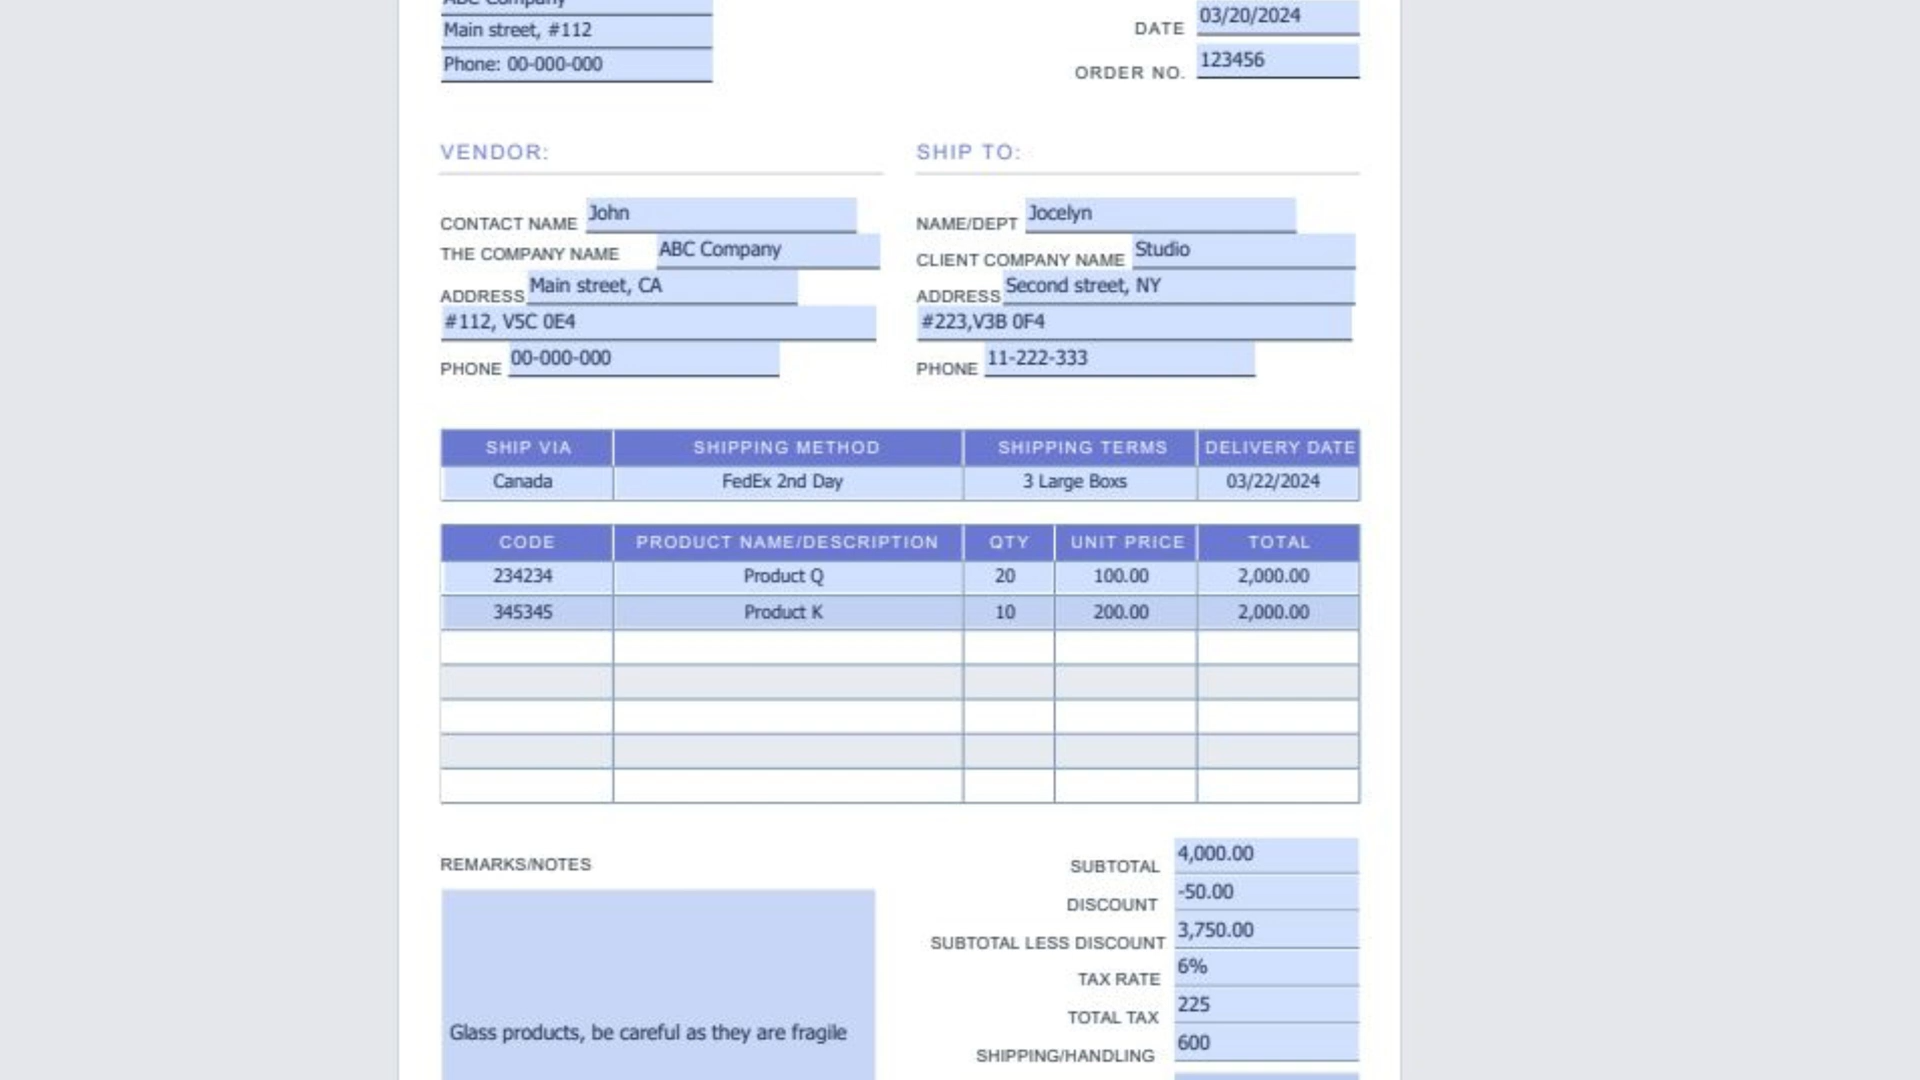 ABC Company
Main street, #112
Phone: 00-000-000
DATE 03/20/2024
ORDER NO. 123456
VENDOR:
CONTACT NAME John
THE COMPANY NAME ABC Company
ADDRESS Main street, CA
#112, V5C 0E4
PHONE 00-000-000
SHIP TO:
NAME/DEPT Jocelyn
CLIENT COMPANY NAME Studio
ADDRESS Second street, NY
#223,V3B 0F4
PHONE 11-222-333
SHIP VIA SHIPPING METHOD SHIPPING TERMS DELIVERY DATE
Canada FedEx 2nd Day 3 Large Boxs 03/22/2024
CODE PRODUCT NAME/DESCRIPTION QTY UNIT PRICE TOTAL
234234 Product Q 20 100.00 2,000.00
345345 Product K 10 200.00 2,000.00
REMARKS/NOTES
Glass products, be careful as they are fragile
SUBTOTAL 4,000.00
DISCOUNT -50.00
SUBTOTAL LESS DISCOUNT 3,750.00
TAX RATE 6%
TOTAL TAX 225
SHIPPING/HANDLING 600